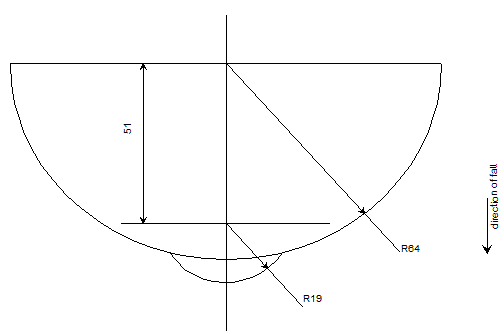 51
direction of fall
R64
R19